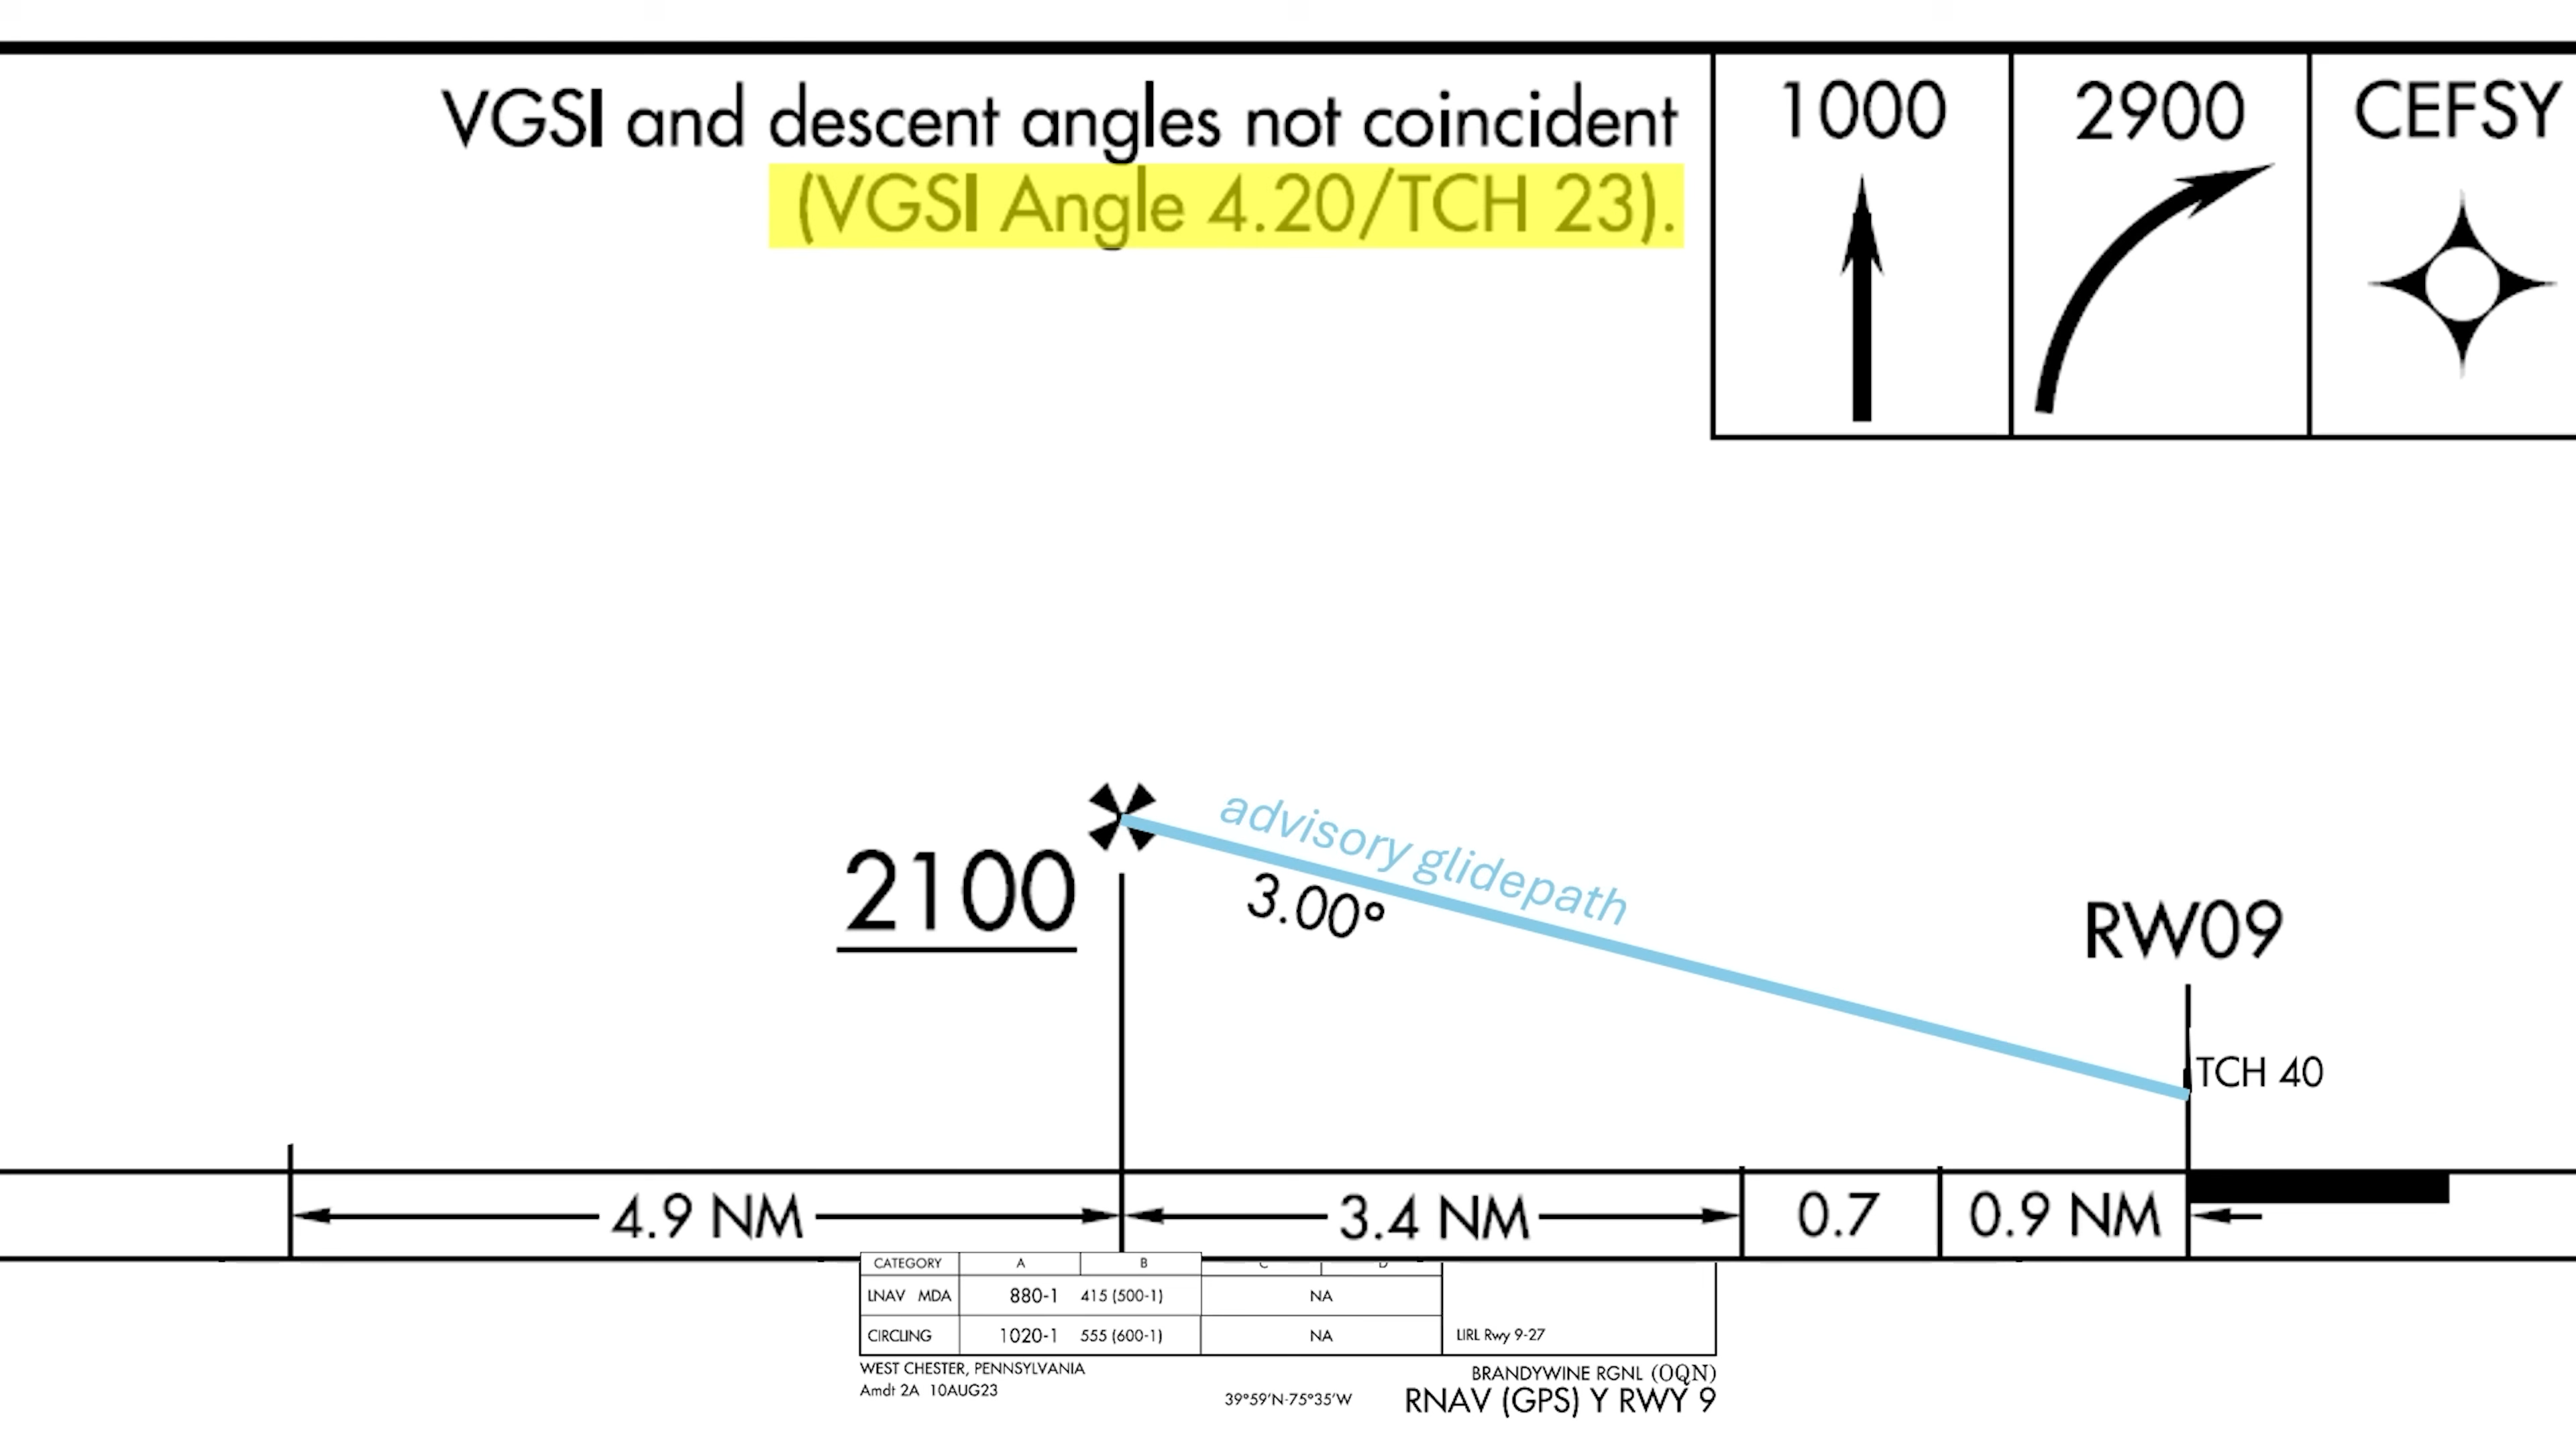 VGSI and descent angles not coincident
(VGSI Angle 4.20/TCH 23).
1000
2900
CEFSY
advisory glidepath
3.00°
2100
RW09
TCH 40
4.9 NM
3.4 NM
0.7
0.9 NM
CATEGORY A B
LNAV MDA 880-1 415 (500-1) NA
CIRCLING 1020-1 555 (600-1) NA
LIRL Rwy 9-27
WEST CHESTER, PENNSYLVANIA
Amdt 2A 10AUG23
39°59'N-75°35'W
BRANDYWINE RGNL (OQN)
RNAV (GPS) Y RWY 9